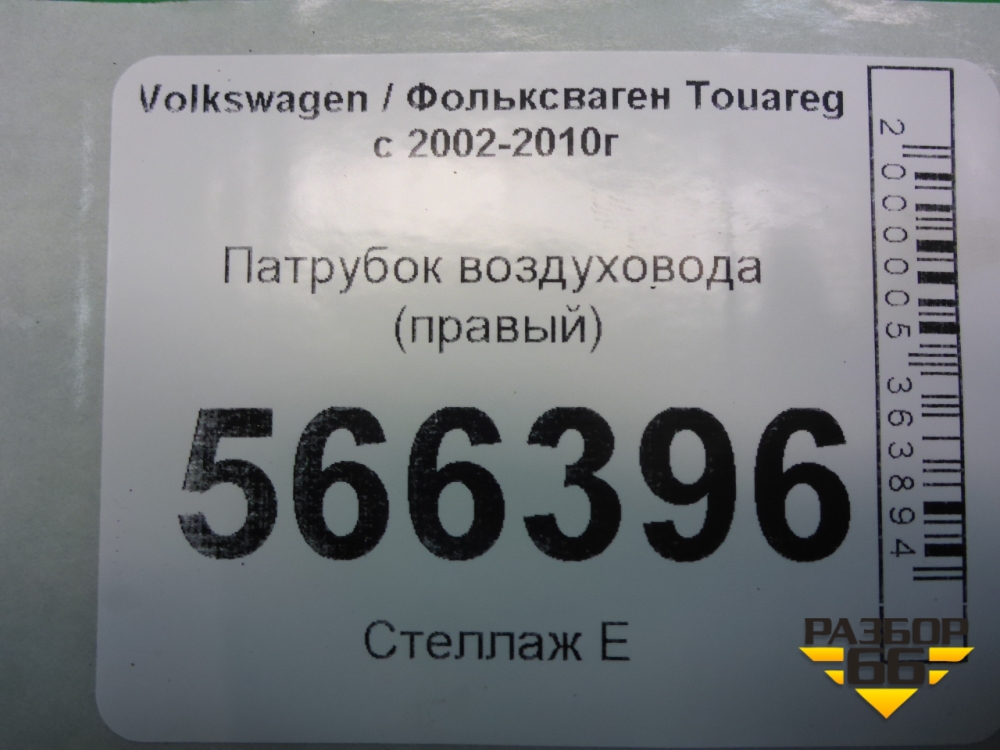 Volkswagen / Фольксваген Touareg
с 2002-2010г
Патрубок воздуховода
(правый)
566396
Стеллаж Е
2000005363894
РАЗБОР
66